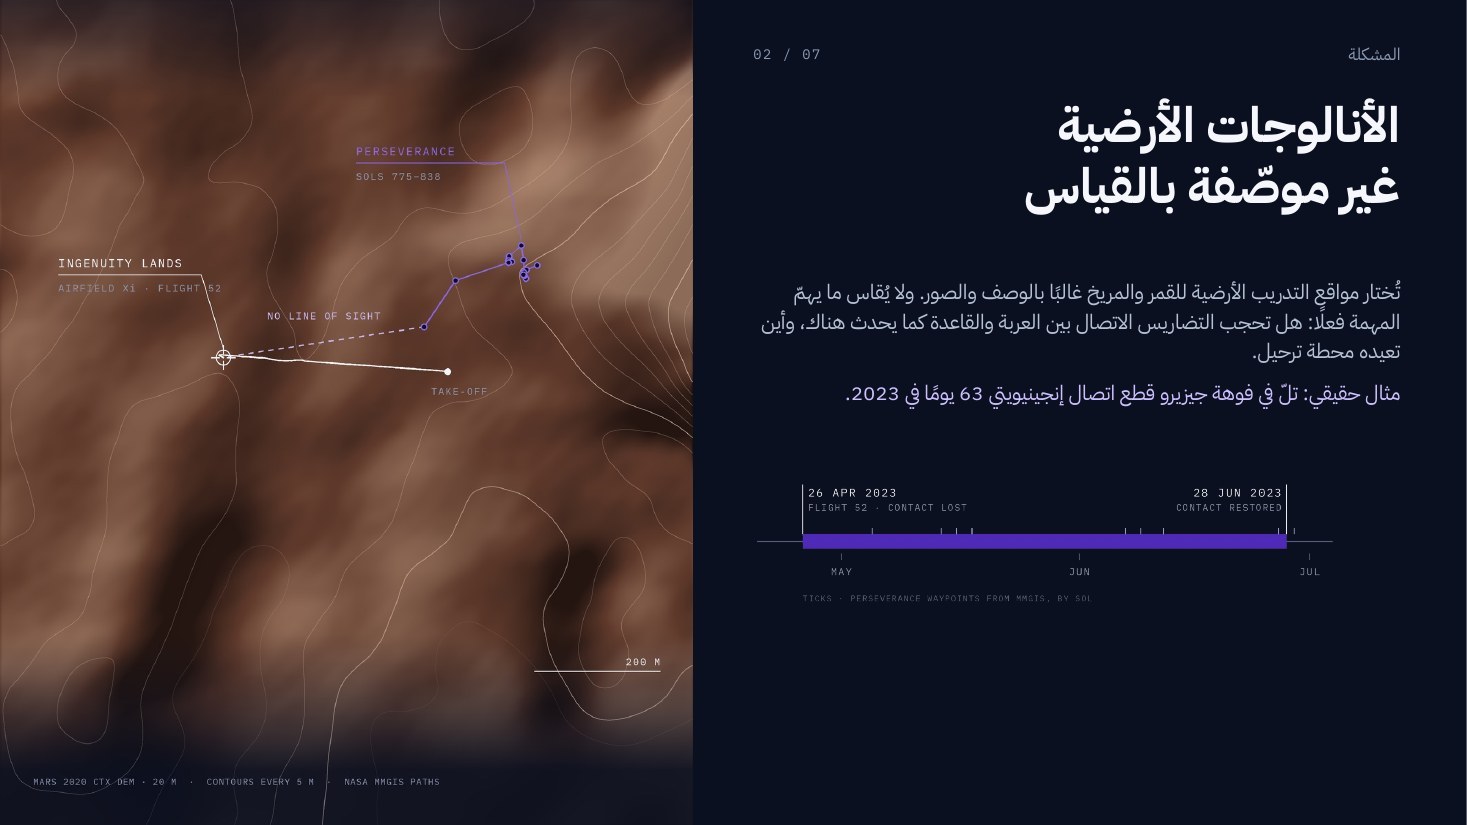 المشكلة
02 / 07
الأنالوجات الأرضية
غير موصّفة بالقياس
تُختار مواقع التدريب الأرضية للقمر والمريخ غالبًا بالوصف والصور. ولا يُقاس ما يهمّ
المهمة فعلًا: هل تحجب التضاريس الاتصال بين العربة والقاعدة كما يحدث هناك، وأين
تعيده محطة ترحيل.
مثال حقيقي: تلّ في فوهة جيزيرو قطع اتصال إنجينيويتي 63 يومًا في 2023.
26 APR 2023
FLIGHT 52 · CONTACT LOST
28 JUN 2023
CONTACT RESTORED
MAY
JUN
JUL
TICKS · PERSEVERANCE WAYPOINTS FROM MMGIS, BY SOL
PERSEVERANCE
SOLS 775–838
INGENUITY LANDS
AIRFIELD Xi · FLIGHT 52
NO LINE OF SIGHT
TAKE-OFF
200 M
MARS 2020 CTX DEM · 20 M · CONTOURS EVERY 5 M · NASA MMGIS PATHS